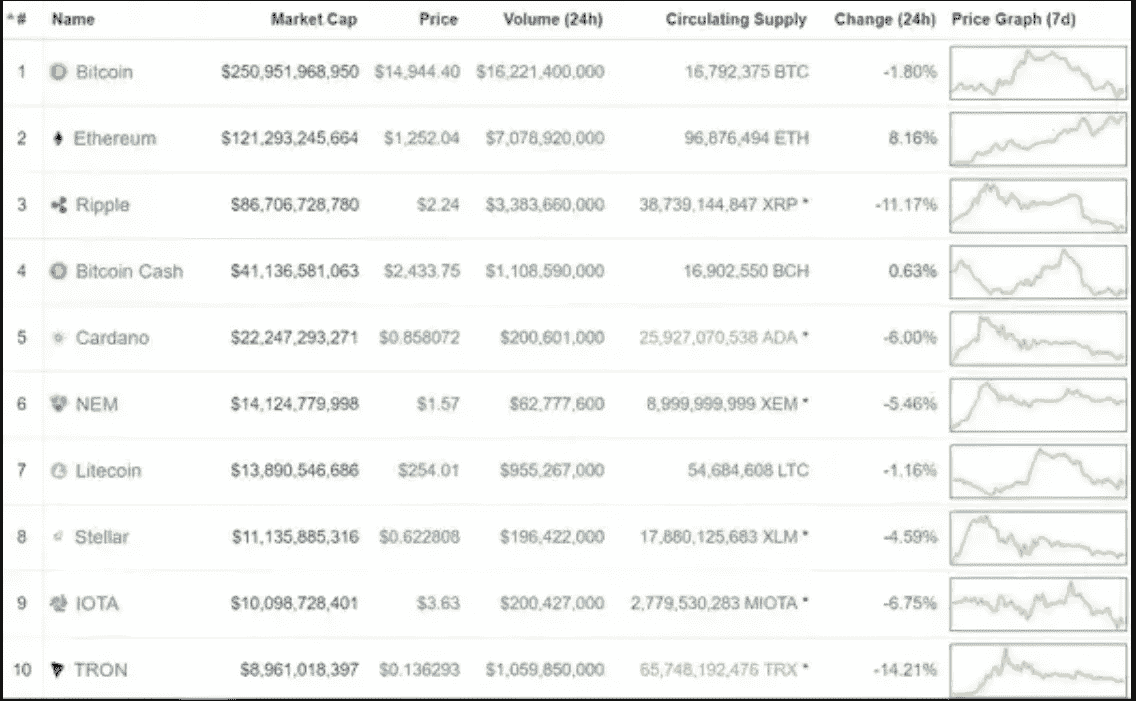 # Name Market Cap Price Volume (24h) Circulating Supply Change (24h) Price Graph (7d)
1 Bitcoin $250,951,968,950 $14,944.40 $16,221,400,000 16,792,375 BTC -1.80%
2 Ethereum $121,293,245,664 $1,252.04 $7,078,920,000 96,876,494 ETH 8.16%
3 Ripple $86,706,728,780 $2.24 $3,383,660,000 38,739,144,847 XRP * -11.17%
4 Bitcoin Cash $41,136,581,063 $2,433.75 $1,108,590,000 16,902,550 BCH 0.63%
5 Cardano $22,247,293,271 $0.858072 $200,601,000 25,927,070,538 ADA * -6.00%
6 NEM $14,124,779,998 $1.57 $62,777,600 8,999,999,999 XEM * -5.46%
7 Litecoin $13,890,546,686 $254.01 $955,267,000 54,684,608 LTC -1.16%
8 Stellar $11,135,885,316 $0.622808 $196,422,000 17,880,125,683 XLM * -4.59%
9 IOTA $10,098,728,401 $3.63 $200,427,000 2,779,530,283 MIOTA * -6.75%
10 TRON $8,961,018,397 $0.136293 $1,059,850,000 65,748,192,476 TRX * -14.21%